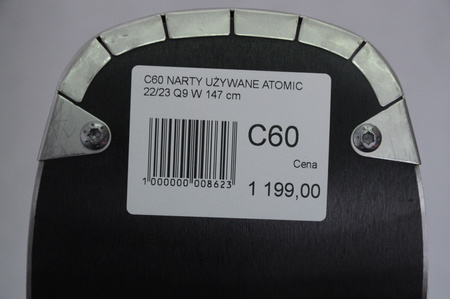 C60 NARTY UŻYWANE ATOMIC
22/23 Q9 W 147 cm
C60
Cena
1 000000 008623
1 199,00